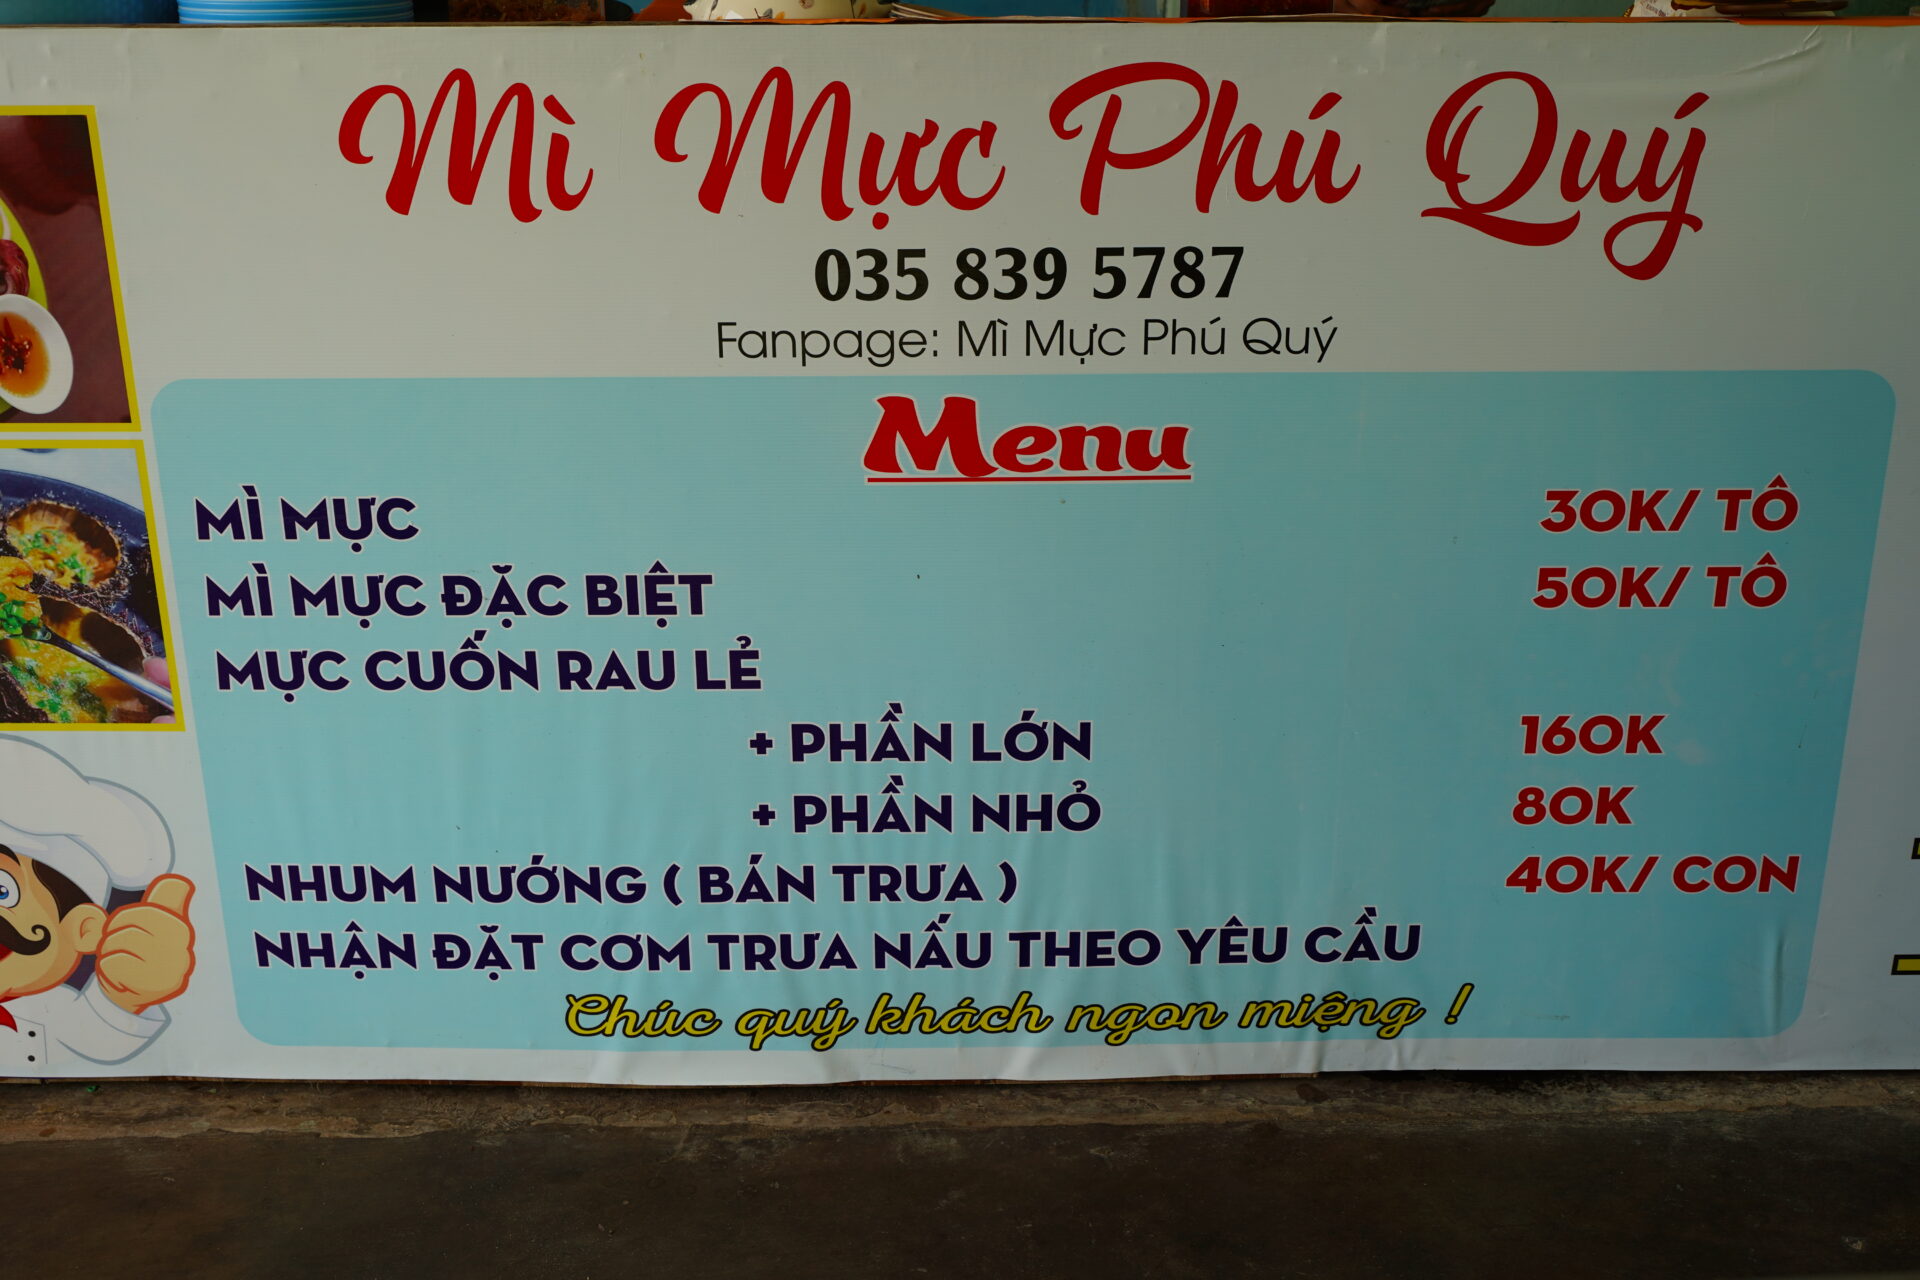 Mì Mực Phú Quý
035 839 5787
Fanpage: Mì Mực Phú Quý
Menu
MÌ MỰC 30K/ TÔ
MÌ MỰC ĐẶC BIỆT 50K/ TÔ
MỰC CUỐN RAU LẺ
+ PHẦN LỚN 160K
+ PHẦN NHỎ 80K
NHUM NƯỚNG ( BÁN TRƯA ) 40K/ CON
NHẬN ĐẶT CƠM TRƯA NẤU THEO YÊU CẦU
Chúc quý khách ngon miệng !